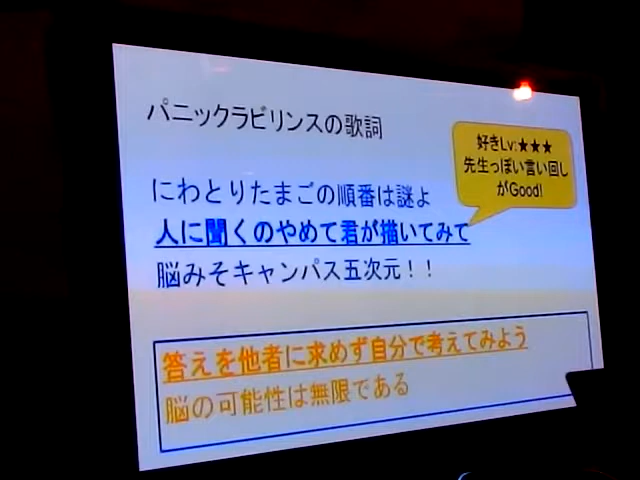 パニックラビリンスの歌詞
好きLv:★★★
先生っぽい言い回し
がGood!
にわとりたまごの順番は謎よ
人に聞くのやめて君が描いてみて
脳みそキャンパス五次元！！
答えを他者に求めず自分で考えてみよう
脳の可能性は無限である